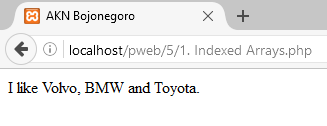 AKN Bojonegoro
localhost/pweb/5/1. Indexed Arrays.php
I like Volvo, BMW and Toyota.